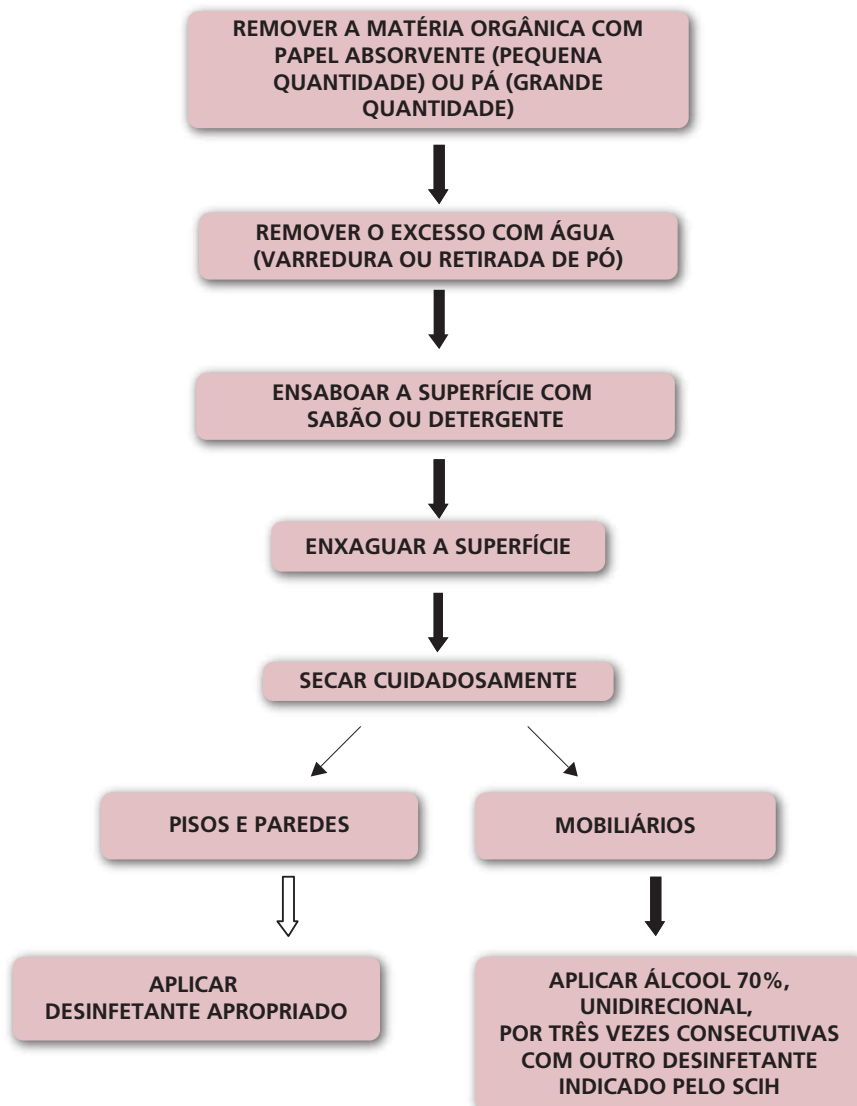 REMOVER A MATÉRIA ORGÂNICA COM
PAPEL ABSORVENTE (PEQUENA
QUANTIDADE) OU PÁ (GRANDE
QUANTIDADE)
REMOVER O EXCESSO COM ÁGUA
(VARREDURA OU RETIRADA DE PÓ)
ENSABOAR A SUPERFÍCIE COM
SABÃO OU DETERGENTE
ENXAGUAR A SUPERFÍCIE
SECAR CUIDADOSAMENTE
PISOS E PAREDES
MOBILIÁRIOS
APLICAR
DESINFETANTE APROPRIADO
APLICAR ÁLCOOL 70%,
UNIDIRECIONAL,
POR TRÊS VEZES CONSECUTIVAS
COM OUTRO DESINFETANTE
INDICADO PELO SCIH